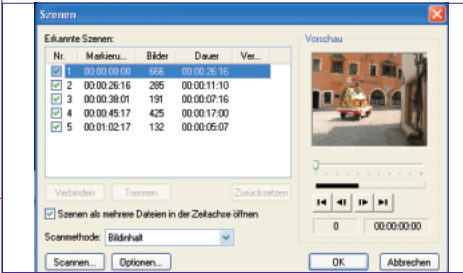 Szenen
Erkannte Szenen:
Nr. Markieru... Bilder Dauer Ver...
1 00:00:00:00 666 00:00:26:16
2 00:00:26:16 285 00:00:11:10
3 00:00:38:01 191 00:00:07:16
4 00:00:45:17 425 00:00:17:00
5 00:01:02:17 132 00:00:05:07
Verbinden Trennen Zurücksetzen
Szenen als mehrere Dateien in der Zeitachse öffnen
Scanmethode: Bildinhalt
Scannen... Optionen...
Vorschau
0 00:00:00:00
OK Abbrechen